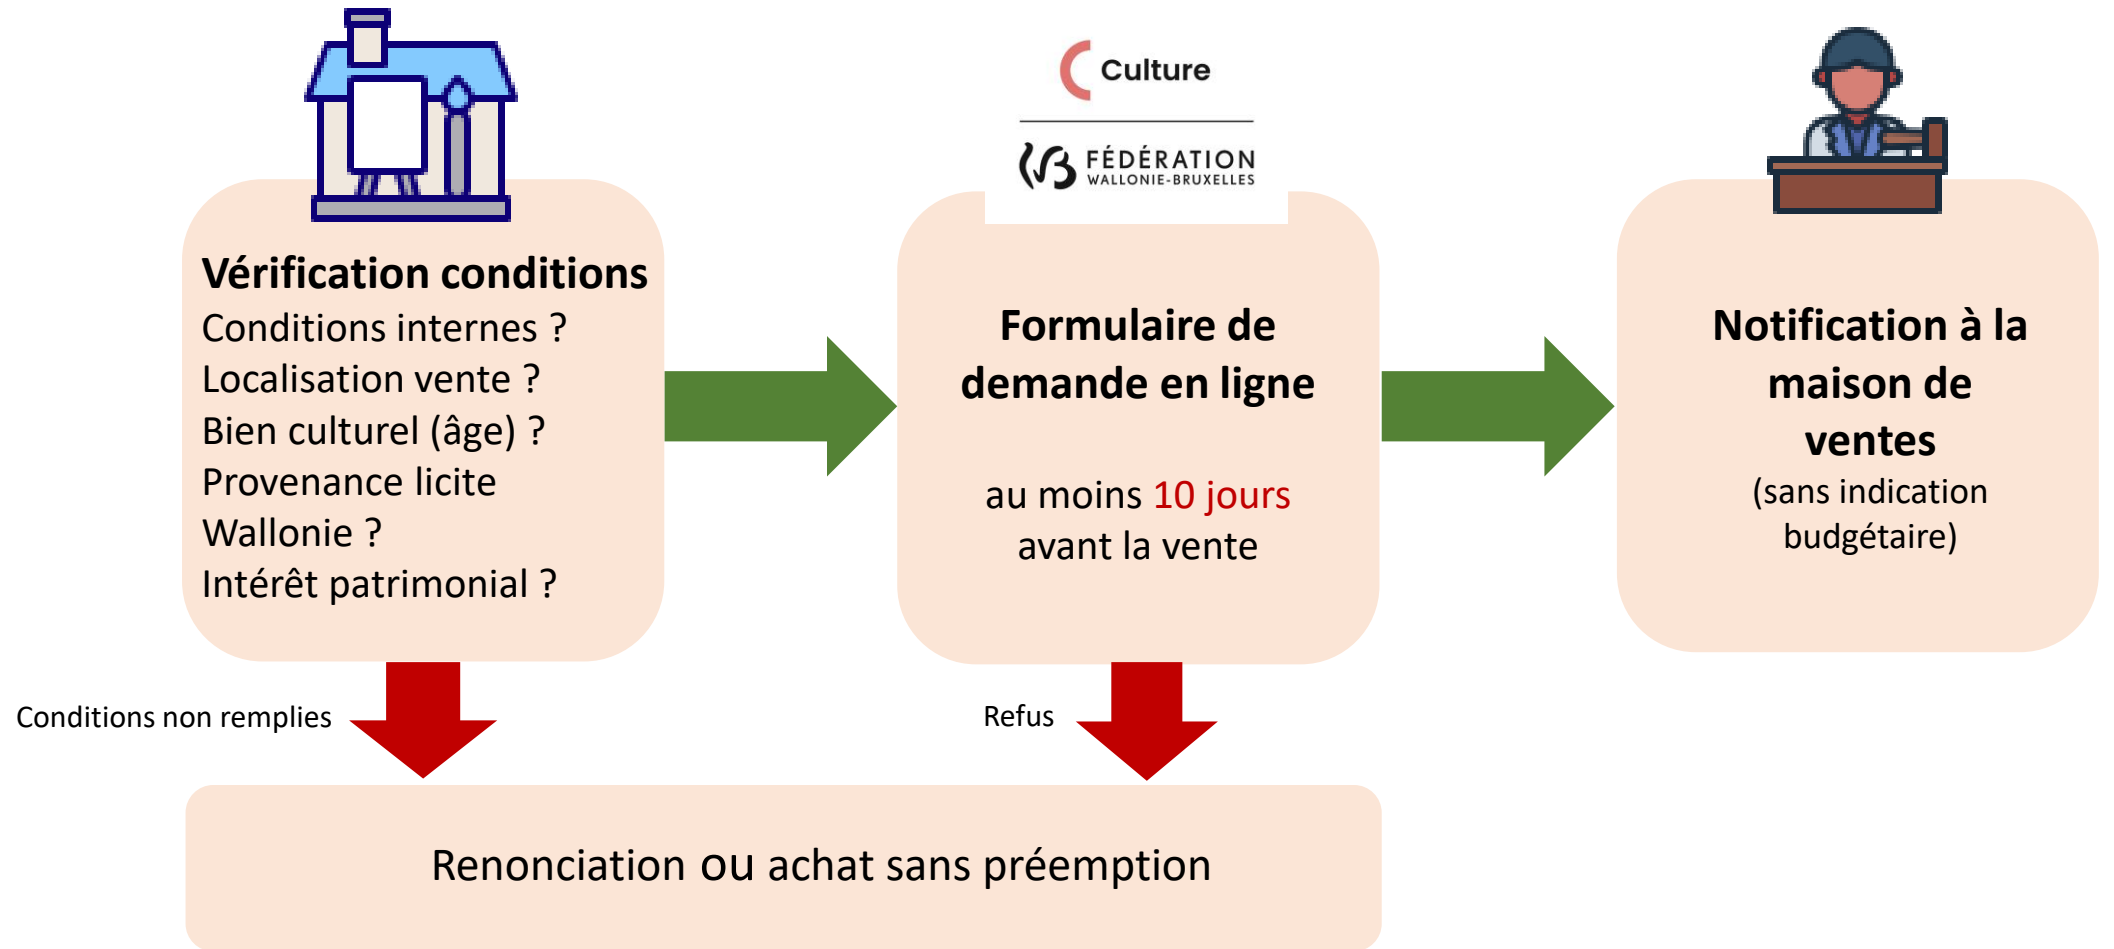 Culture
FÉDÉRATION
WALLONIE-BRUXELLES
Vérification conditions
Conditions internes ?
Localisation vente ?
Bien culturel (âge) ?
Provenance licite
Wallonie ?
Intérêt patrimonial ?
Formulaire de
demande en ligne
au moins 10 jours
avant la vente
Notification à la
maison de
ventes
(sans indication
budgétaire)
Conditions non remplies
Refus
Renonciation ou achat sans préemption